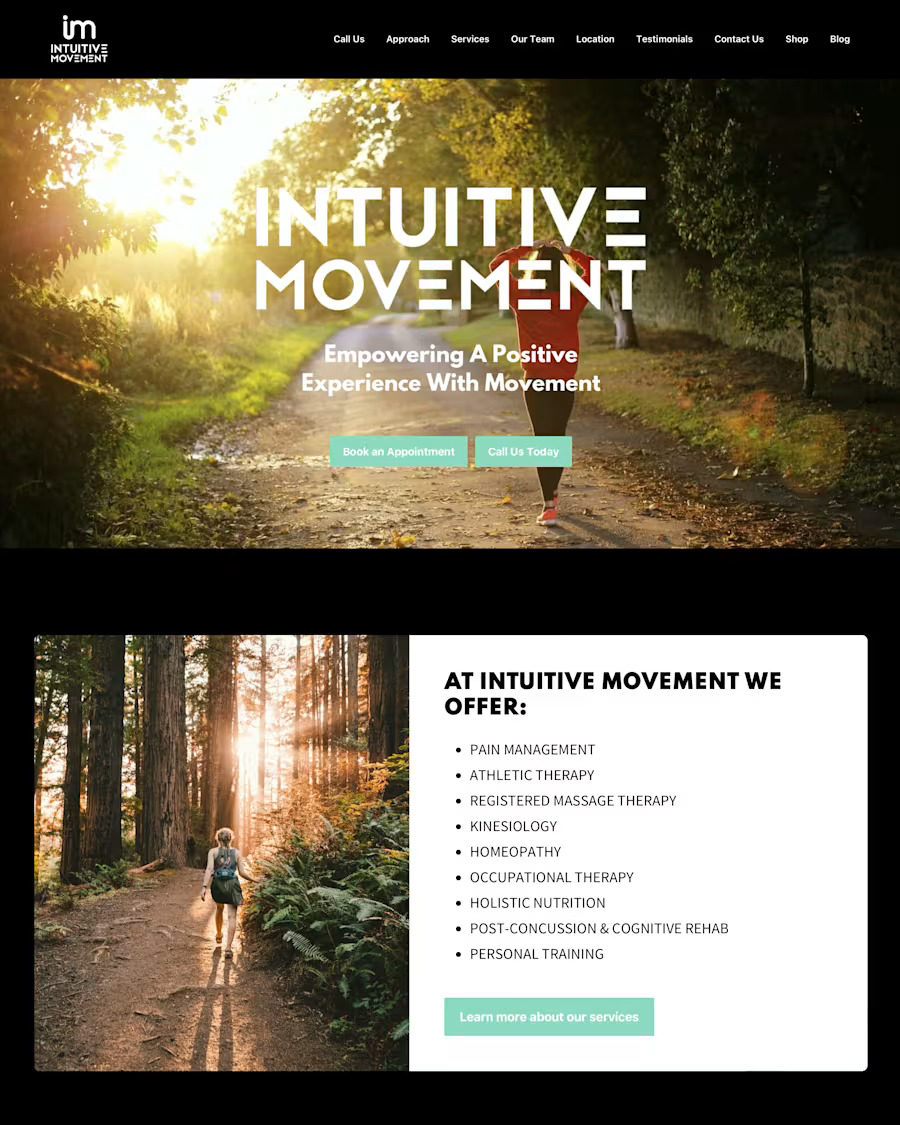 im
INTUITIVE
MOVEMENT
Call Us Approach Services Our Team Location Testimonials Contact Us Shop Blog
INTUITIVE
MOVEMENT
Empowering A Positive
Experience With Movement
Book an Appointment Call Us Today
AT INTUITIVE MOVEMENT WE
OFFER:
• PAIN MANAGEMENT
• ATHLETIC THERAPY
• REGISTERED MASSAGE THERAPY
• KINESIOLOGY
• HOMEOPATHY
• OCCUPATIONAL THERAPY
• HOLISTIC NUTRITION
• POST-CONCUSSION & COGNITIVE REHAB
• PERSONAL TRAINING
Learn more about our services